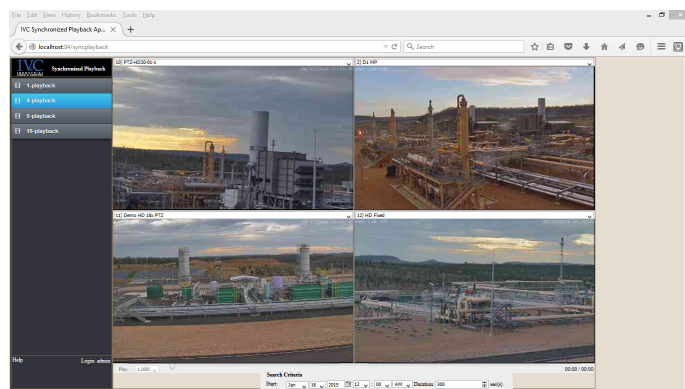 File Edit View History Bookmarks Tools Help
IVC Synchronized Playback Ap...
localhost:84/syncplayback
Search
IVC Synchronized Playback
1-playback
4-playback
9-playback
16-playback
10] PTZ-HD30-01-s
2] D1 MP
11] Demo HD 18x PTZ
12] HD Fixed
Help Login: admin
Play 1.000 00:00 / 00:00
Search Criteria
Start: Jan 16 2015 12 : 00 AM Duration: 300 sec(s)